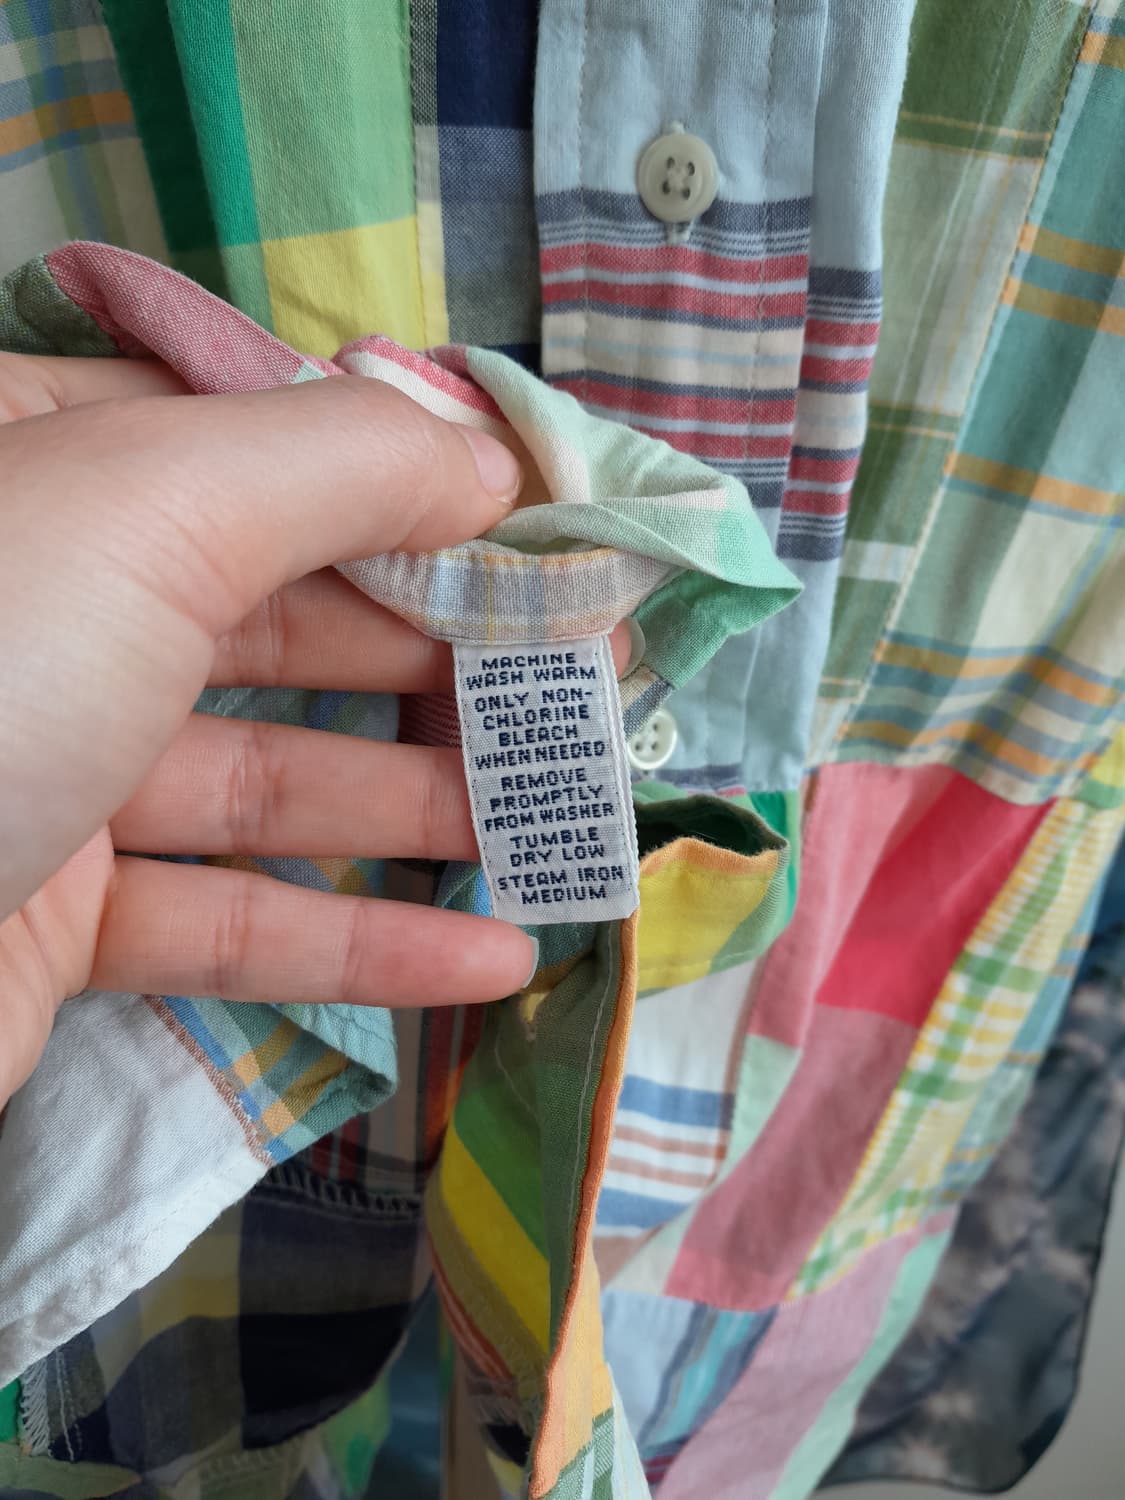 MACHINE
WASH WARM
ONLY NON-
CHLORINE
BLEACH
WHEN NEEDED
REMOVE
PROMPTLY
FROM WASHER
TUMBLE
DRY LOW
STEAM IRON
MEDIUM